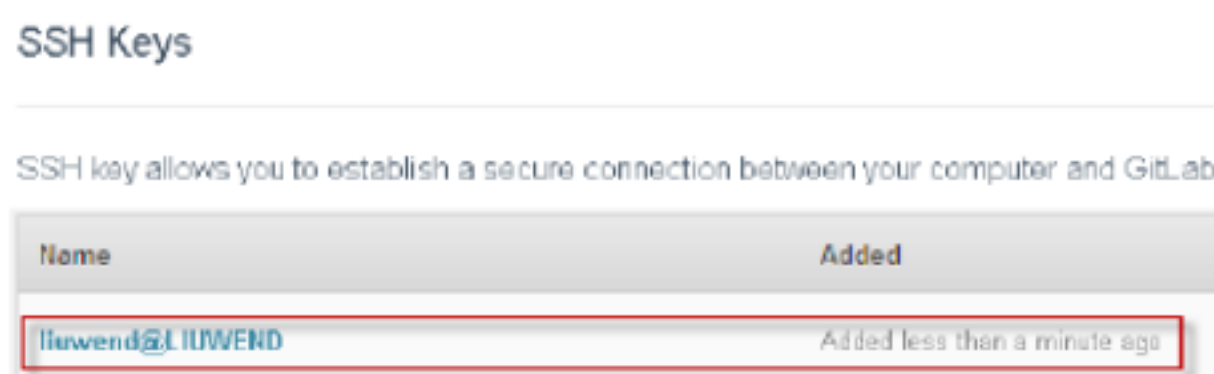 SSH Keys
SSH key allows you to establish a secure connection between your computer and GitLab
Name Added
liuwend@LIUWEND Added less than a minute ago